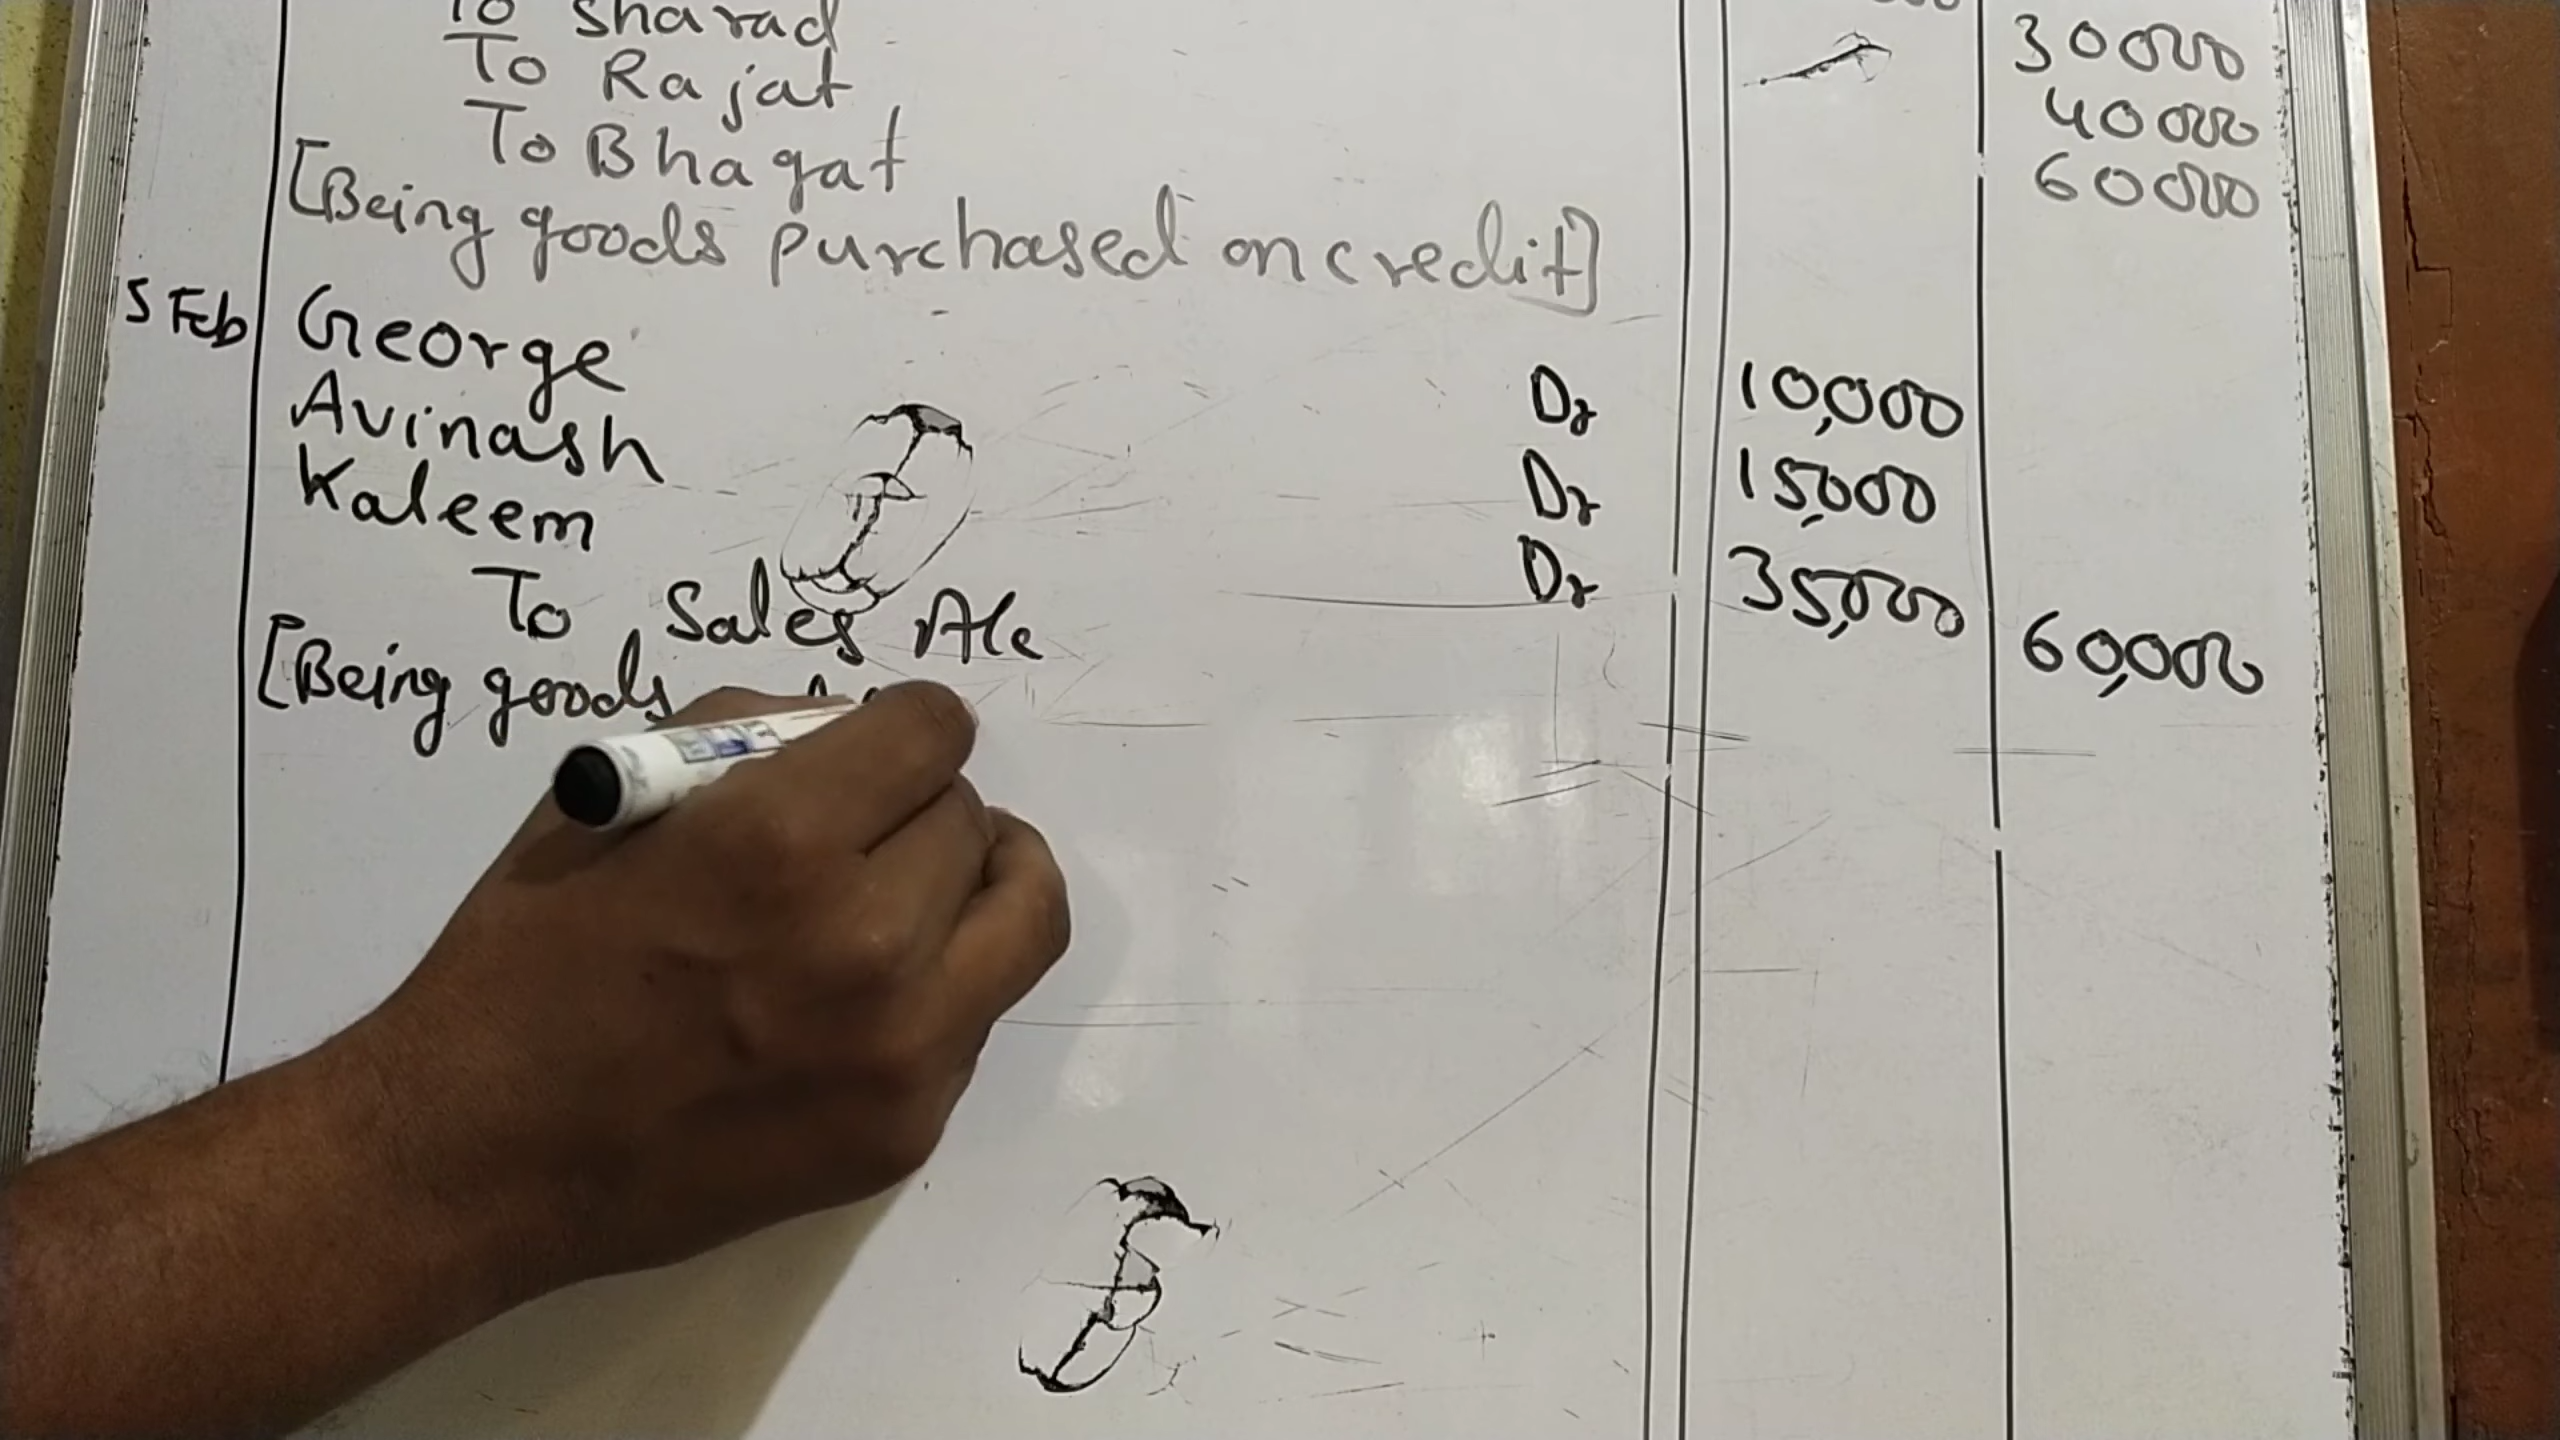 To Sharad 30000
To Rajat 40000
To Bhagat 60000
[Being goods purchased on credit]
5 Feb George Dr 10,000
Avinash Dr 15,000
Kaleem Dr 35,000
To Sales A/c 60,000
[Being goods